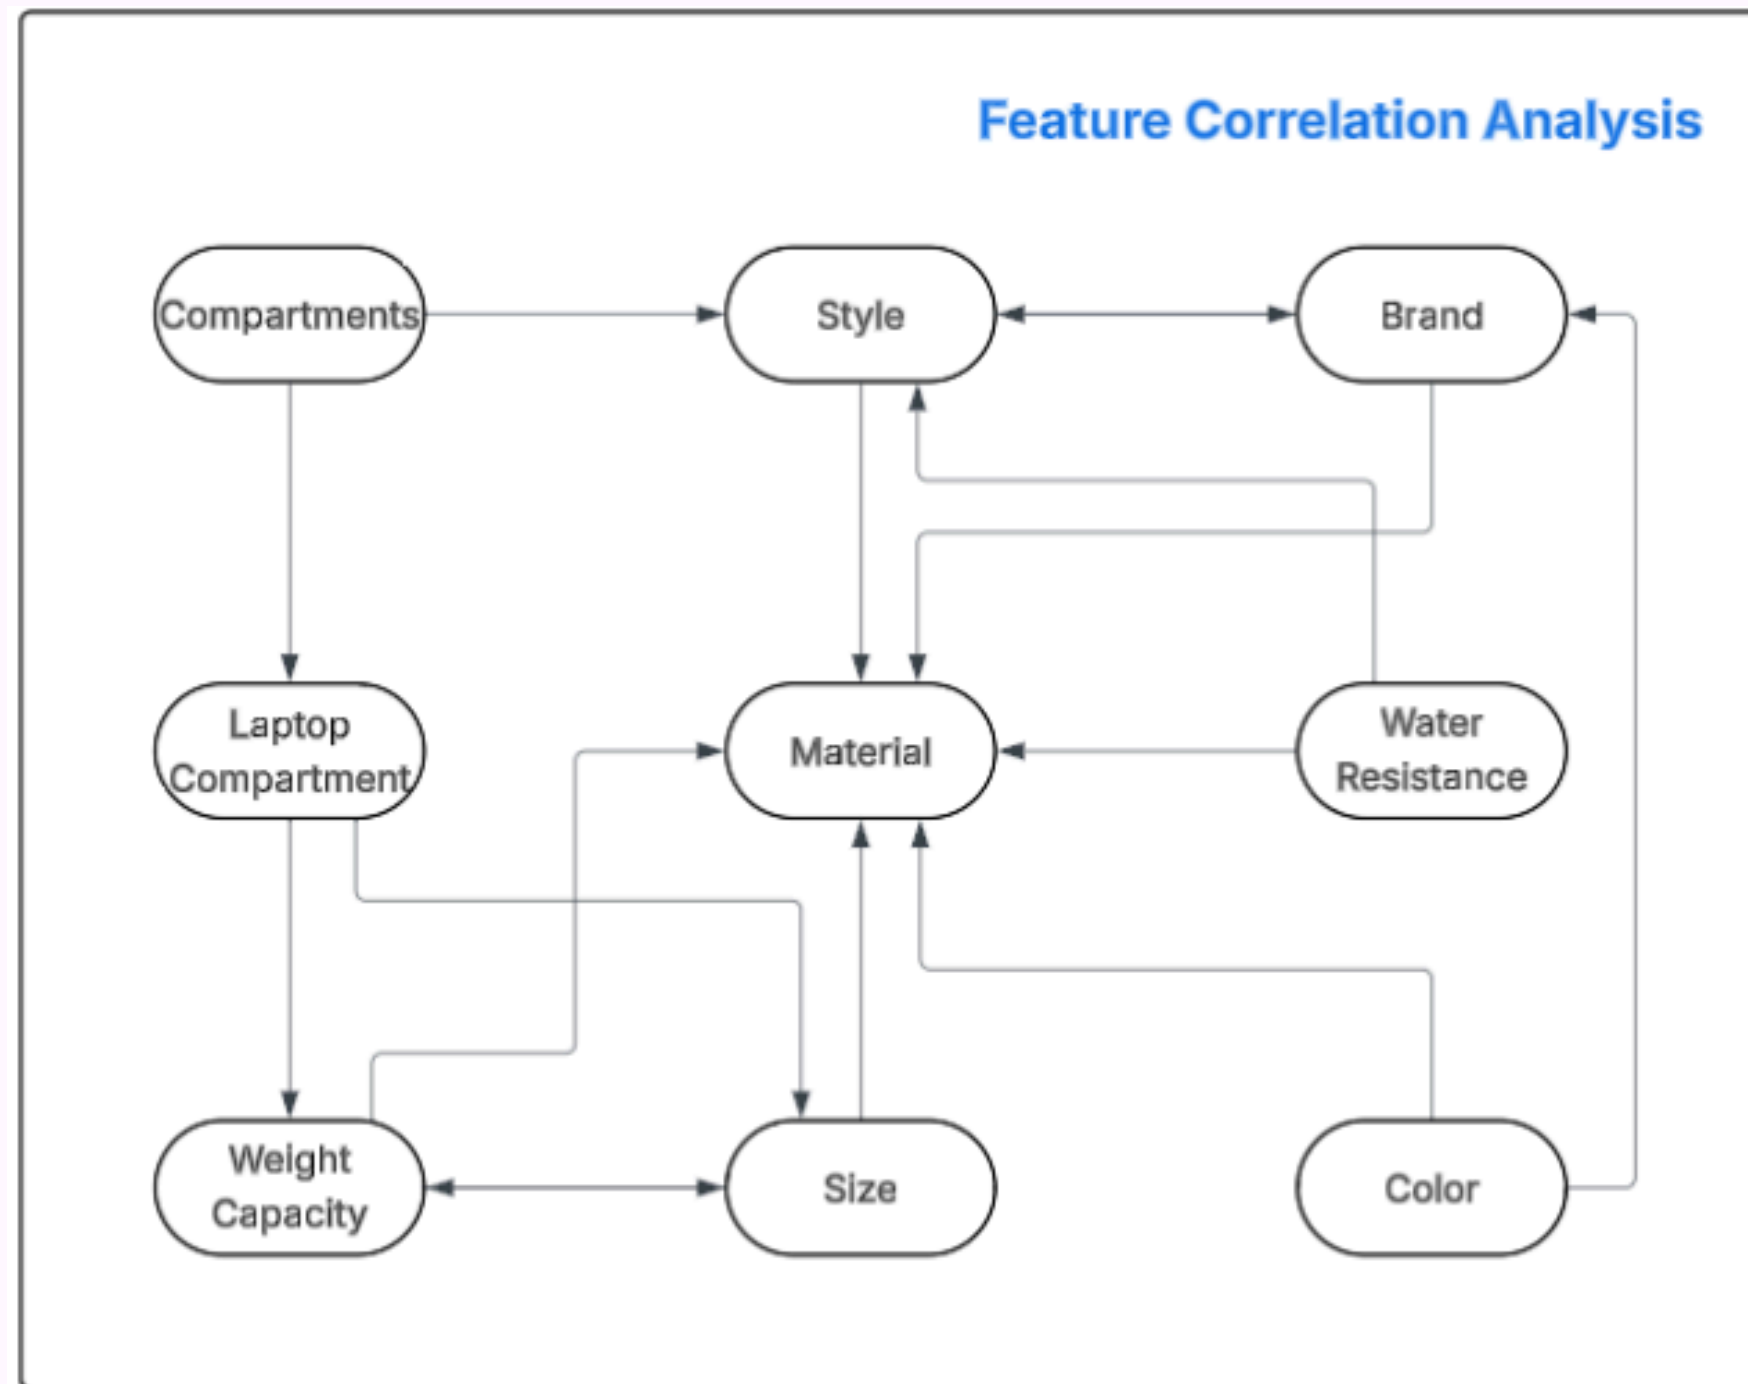 Feature Correlation Analysis
Compartments
Style
Brand
Laptop
Compartment
Material
Water
Resistance
Weight
Capacity
Size
Color